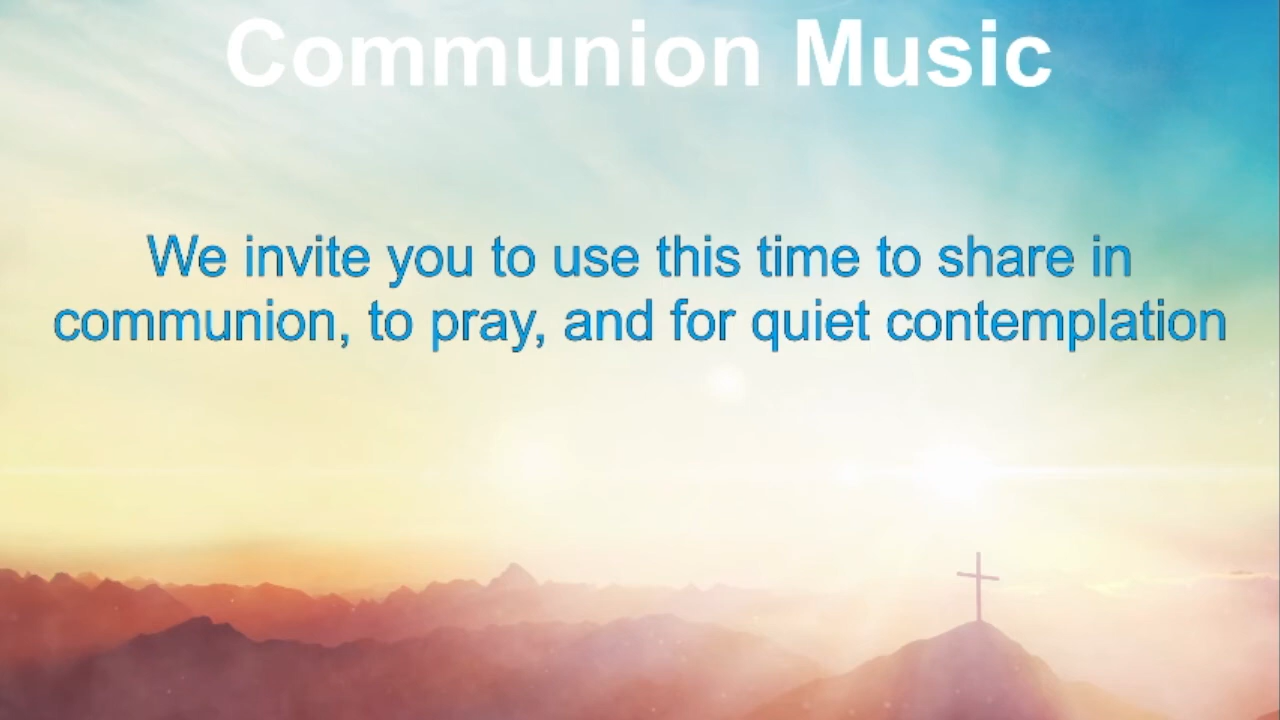 Communion Music
We invite you to use this time to share in
communion, to pray, and for quiet contemplation